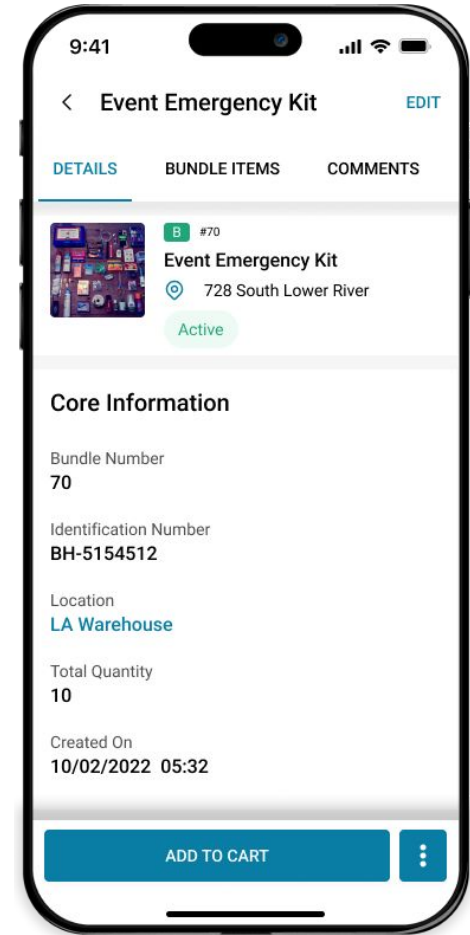 9:41
Event Emergency Kit
EDIT
DETAILS BUNDLE ITEMS COMMENTS
B #70
Event Emergency Kit
728 South Lower River
Active
Core Information
Bundle Number
70
Identification Number
BH-5154512
Location
LA Warehouse
Total Quantity
10
Created On
10/02/2022 05:32
ADD TO CART